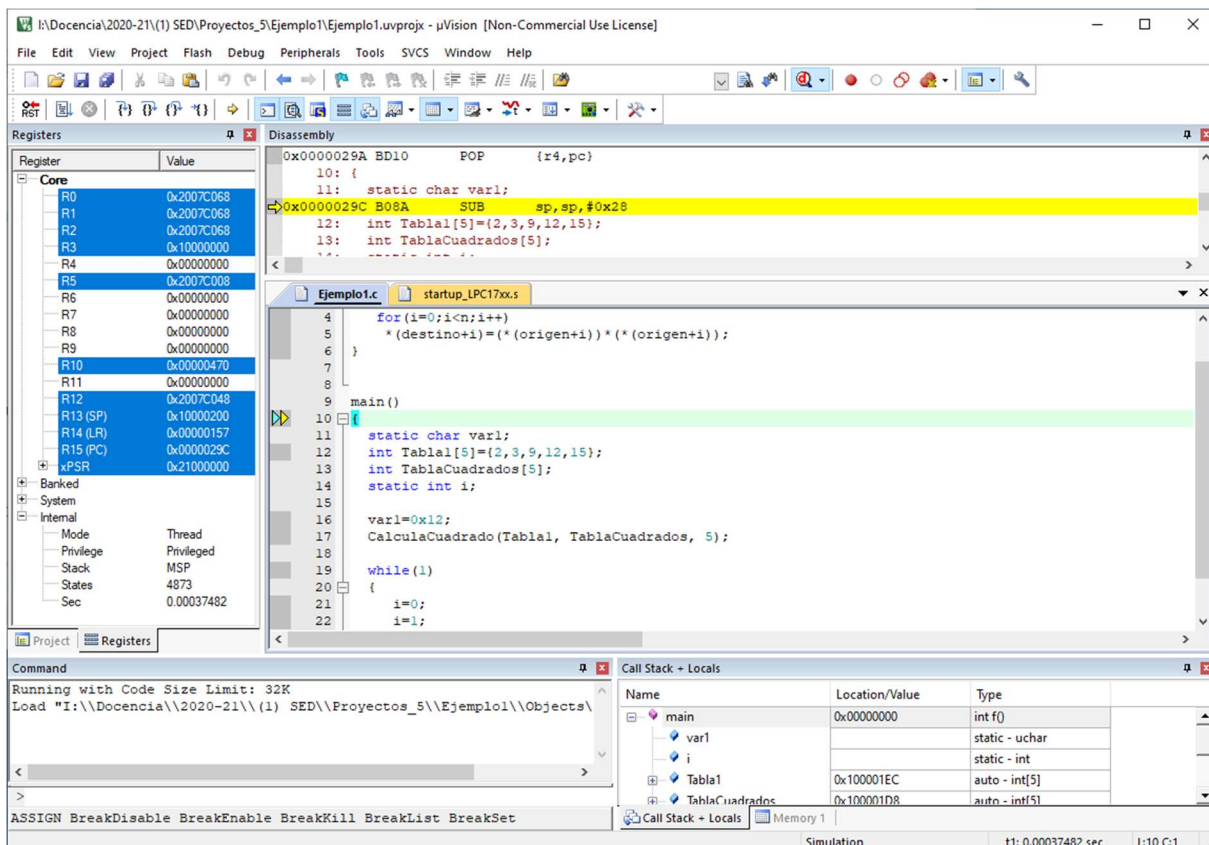 I:\Docencia\2020-21\(1) SED\Proyectos_5\Ejemplo1\Ejemplo1.uvprojx - µVision [Non-Commercial Use License]
File Edit View Project Flash Debug Peripherals Tools SVCS Window Help
RST
Registers
Register Value
Core
R0 0x2007C068
R1 0x2007C068
R2 0x2007C068
R3 0x10000000
R4 0x00000000
R5 0x2007C008
R6 0x00000000
R7 0x00000000
R8 0x00000000
R9 0x00000000
R10 0x00000470
R11 0x00000000
R12 0x2007C048
R13 (SP) 0x10000200
R14 (LR) 0x00000157
R15 (PC) 0x0000029C
xPSR 0x21000000
Banked
System
Internal
Mode Thread
Privilege Privileged
Stack MSP
States 4873
Sec 0.00037482
Project Registers
Disassembly
0x0000029A BD10 POP {r4,pc}
10: {
11: static char var1;
0x0000029C B08A SUB sp,sp,#0x28
12: int Tabla1[5]={2,3,9,12,15};
13: int TablaCuadrados[5];
14: static int i;
Ejemplo1.c startup_LPC17xx.s
4 for(i=0;i<n;i++)
5 *(destino+i)=(*(origen+i))*(*(origen+i));
6 }
7
8
9 main()
10 {
11 static char var1;
12 int Tabla1[5]={2,3,9,12,15};
13 int TablaCuadrados[5];
14 static int i;
15
16 var1=0x12;
17 CalculaCuadrado(Tabla1, TablaCuadrados, 5);
18
19 while(1)
20 {
21 i=0;
22 i=1;
Command
Running with Code Size Limit: 32K
Load "I:\\Docencia\\2020-21\\(1) SED\\Proyectos_5\\Ejemplo1\\Objects\
>
ASSIGN BreakDisable BreakEnable BreakKill BreakList BreakSet
Call Stack + Locals
Name Location/Value Type
main 0x00000000 int f()
var1 static - uchar
i static - int
Tabla1 0x100001EC auto - int[5]
TablaCuadrados 0x100001D8 auto - int[5]
Call Stack + Locals Memory 1
Simulation t1: 0.00037482 sec L:10 C:1